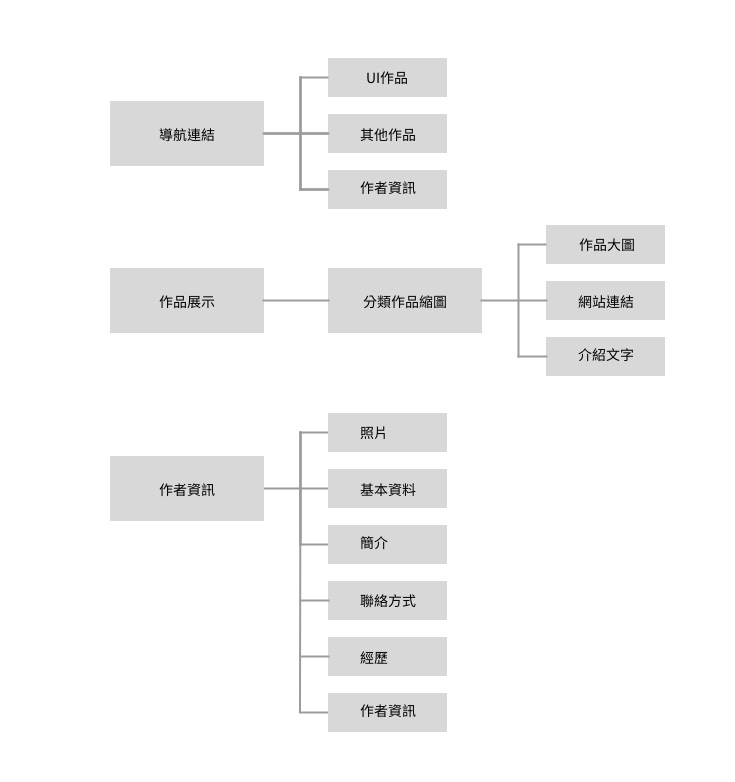 導航連結
UI作品
其他作品
作者資訊
作品展示
分類作品縮圖
作品大圖
網站連結
介紹文字
作者資訊
照片
基本資料
簡介
聯絡方式
經歷
作者資訊